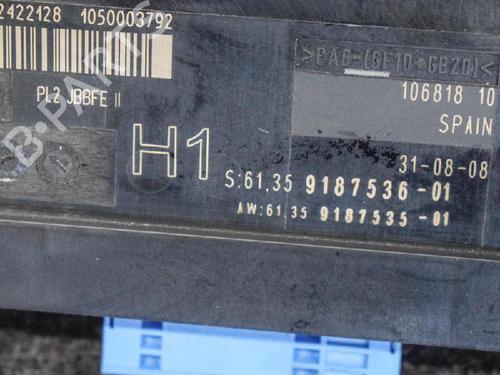 2422128 1050003792
>PA6-(GF10+GB20)<
PL2 JBBFE II
106818 10
SPAIN
H1
31-08-08
S:61.35 9187536-01
AW:61.35 9187535-01